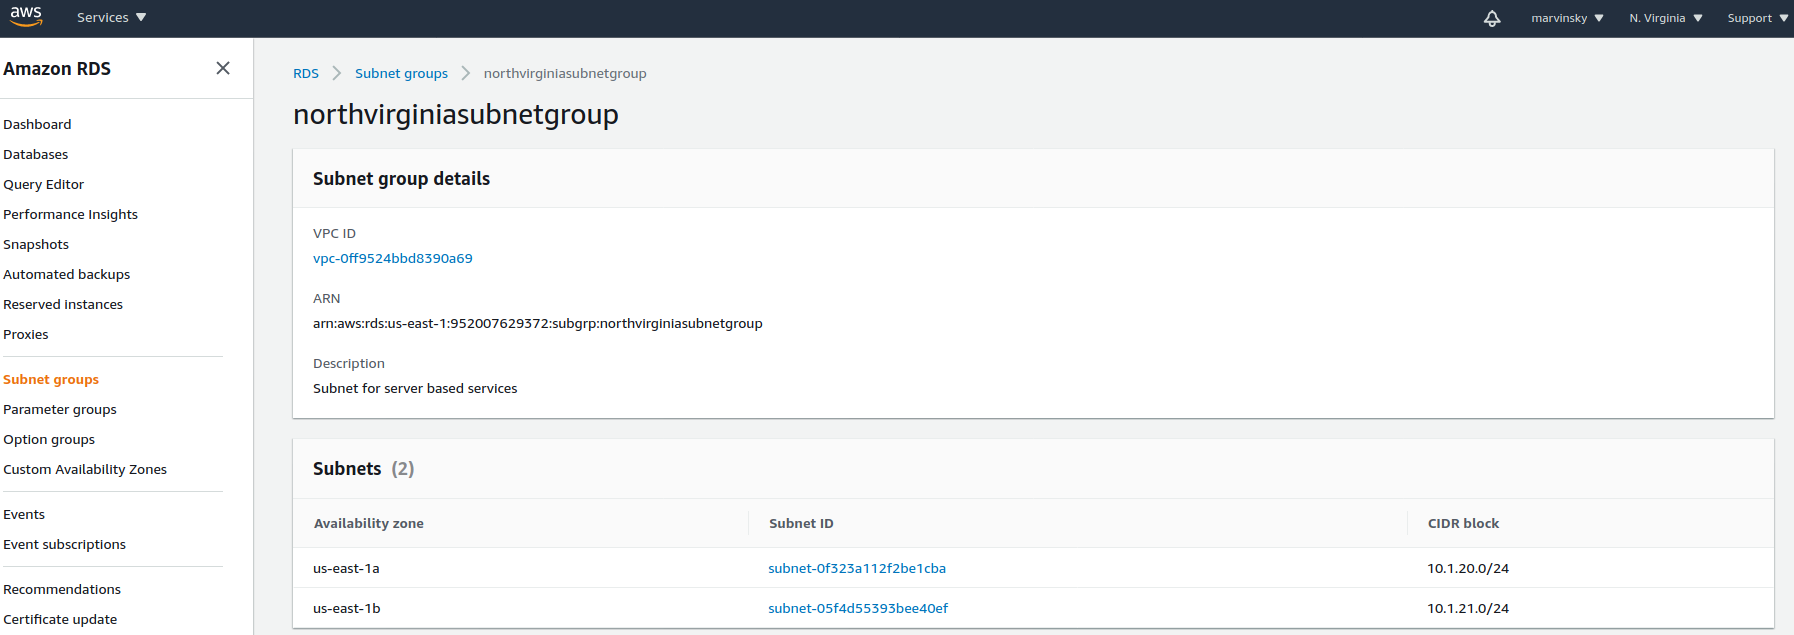 aws Services marvinsky N. Virginia Support
Amazon RDS
Dashboard
Databases
Query Editor
Performance Insights
Snapshots
Automated backups
Reserved instances
Proxies
Subnet groups
Parameter groups
Option groups
Custom Availability Zones
Events
Event subscriptions
Recommendations
Certificate update
RDS Subnet groups northvirginiasubnetgroup
northvirginiasubnetgroup
Subnet group details
VPC ID
vpc-0ff9524bbd8390a69
ARN
arn:aws:rds:us-east-1:952007629372:subgrp:northvirginiasubnetgroup
Description
Subnet for server based services
Subnets (2)
Availability zone Subnet ID CIDR block
us-east-1a subnet-0f323a112f2be1cba 10.1.20.0/24
us-east-1b subnet-05f4d55393bee40ef 10.1.21.0/24